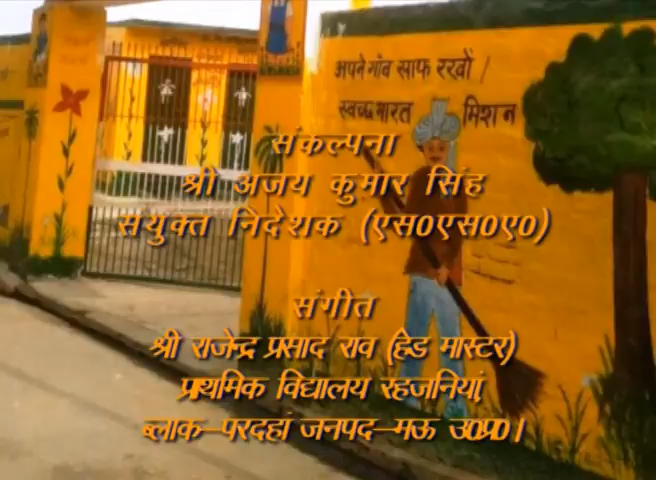 अपने गाँव साफ रखों /
स्वच्छ भारत मिशन
संकल्पना
श्री अजय कुमार सिंह
सयुक्त निदेशक (एस0एस0ए0)
संगीत
श्री राजेन्द्र प्रसाद राव (हेड मास्टर)
प्राथमिक विद्यालय रहजनियां,
ब्लाक–परदहा जनपद–मऊ उ0प्र0।